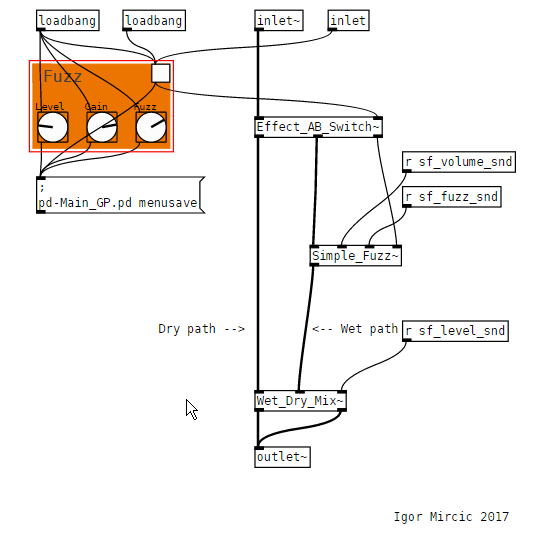 loadbang
loadbang
inlet~
inlet
Fuzz
Level
Gain
Fuzz
Effect_AB_Switch~
r sf_volume_snd
;
pd-Main_GP.pd menusave
r sf_fuzz_snd
Simple_Fuzz~
Dry path -->
<-- Wet path
r sf_level_snd
Wet_Dry_Mix~
outlet~
Igor Mircic 2017